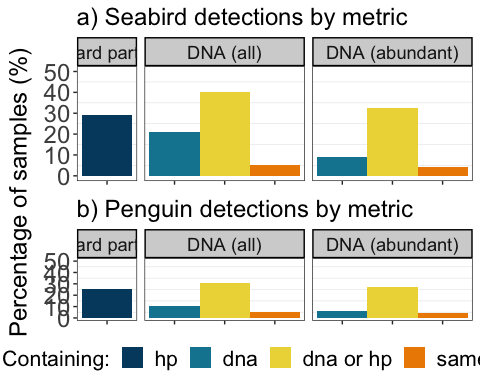 a) Seabird detections by metric
ard part DNA (all) DNA (abundant)
50
40
30
20
10
0
Percentage of samples (%)
b) Penguin detections by metric
ard part DNA (all) DNA (abundant)
50
40
30
20
10
0
Containing: hp dna dna or hp same